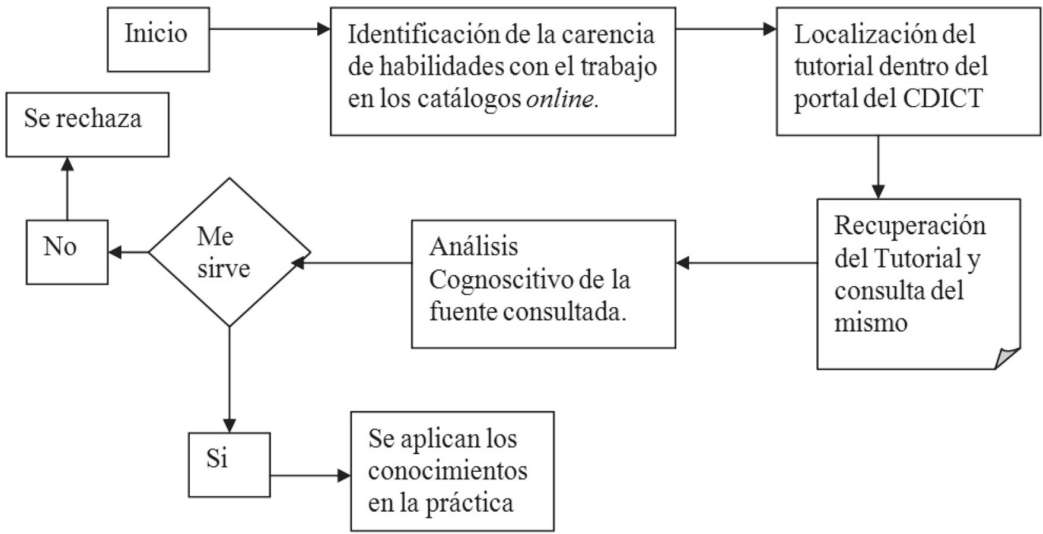 Inicio
Identificación de la carencia
de habilidades con el trabajo
en los catálogos online.
Localización del
tutorial dentro del
portal del CDICT
Recuperación
del Tutorial y
consulta del
mismo
Análisis
Cognoscitivo de la
fuente consultada.
Me
sirve
No
Se rechaza
Si
Se aplican los
conocimientos
en la práctica